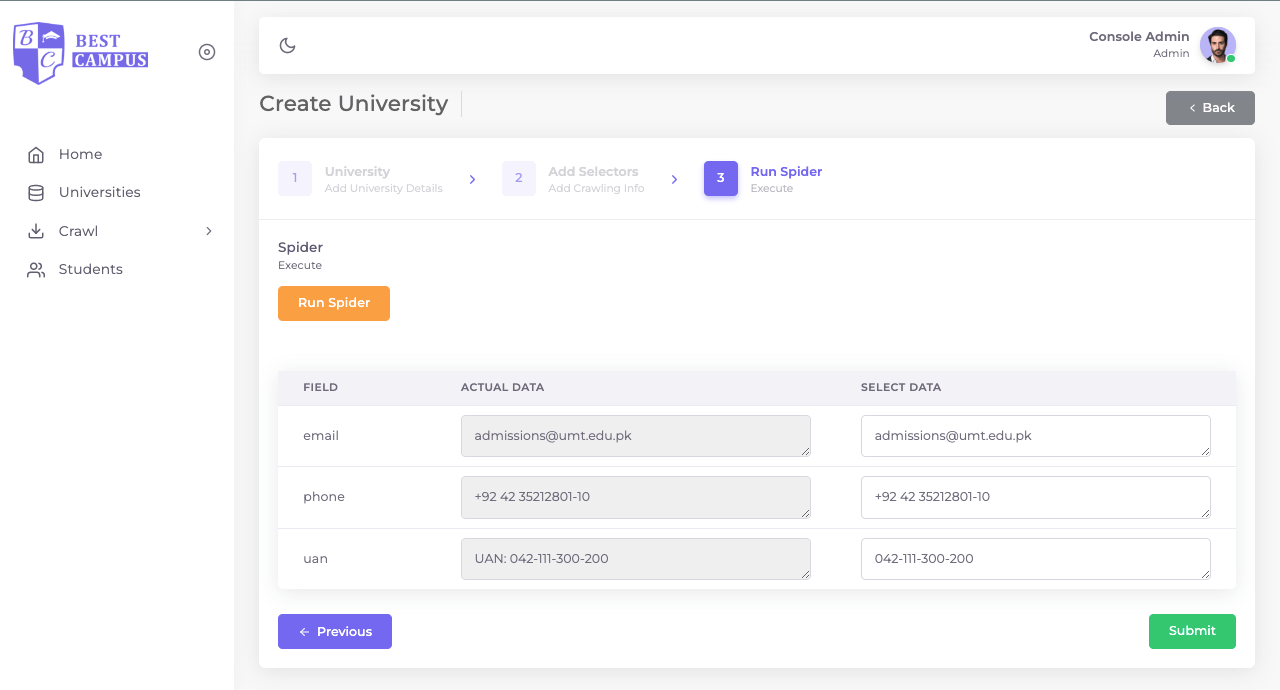 B
C
BEST
CAMPUS
Console Admin
Admin
Create University
Back
Home
Universities
Crawl
Students
1
University
Add University Details
2
Add Selectors
Add Crawling Info
3
Run Spider
Execute
Spider
Execute
Run Spider
FIELD ACTUAL DATA SELECT DATA
email admissions@umt.edu.pk admissions@umt.edu.pk
phone +92 42 35212801-10 +92 42 35212801-10
uan UAN: 042-111-300-200 042-111-300-200
Previous
Submit